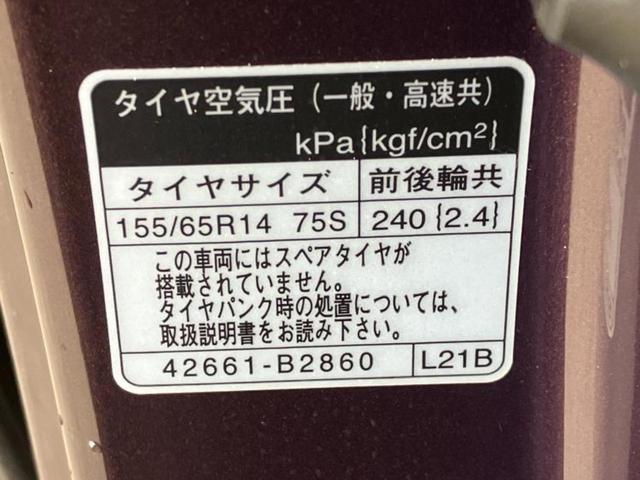 タイヤ空気圧（一般・高速共）
kPa{kgf/cm²}
タイヤサイズ 前後輪共
155/65R14 75S 240{2.4}
この車両にはスペアタイヤが
搭載されていません。
タイヤパンク時の処置については、
取扱説明書をお読み下さい。
42661-B2860 L21B